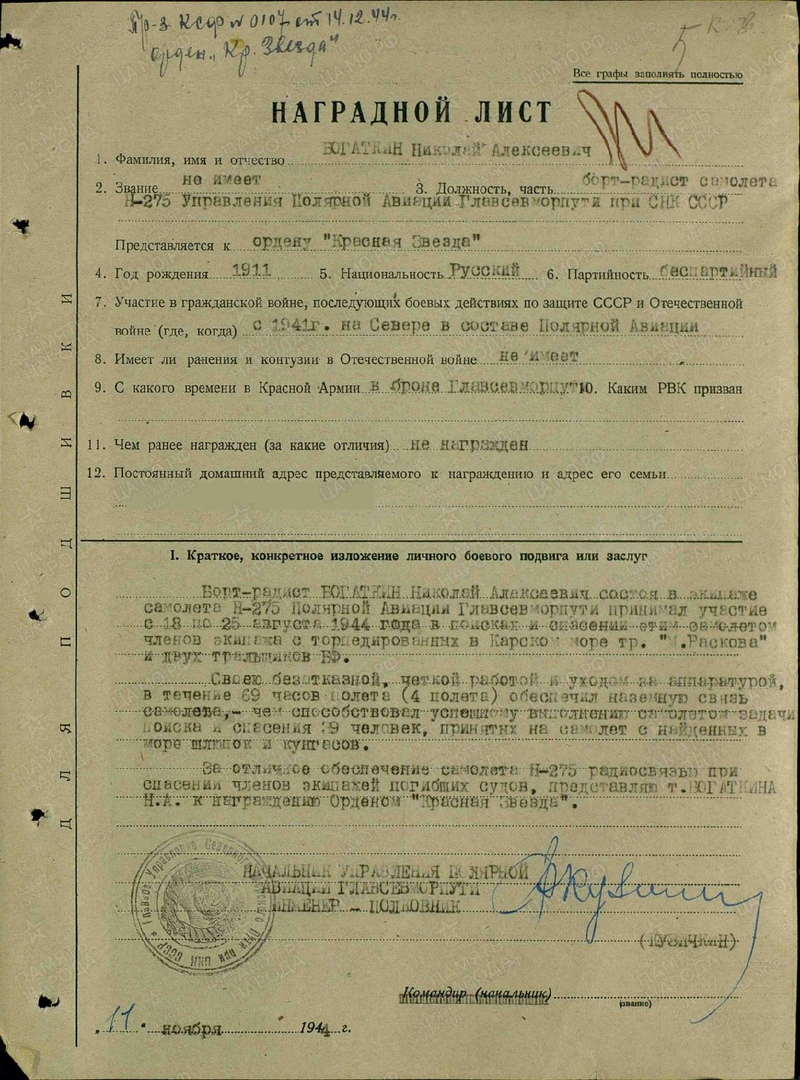 Пр-з КСФ № 0107 от 14.12.44г.
Орден „Кр. Звезда"
5
Все графы заполнять полностью
НАГРАДНОЙ ЛИСТ
1. Фамилия, имя и отчество БОГАТКИН Николай Алексеевич
2. Звание не имеет 3. Должность, часть борт-радист самолета
Н-275 Управления Полярной Авиации Главсевморпути при СНК СССР
Представляется к ордену "Красная Звезда"
4. Год рождения 1911 5. Национальность Русский 6. Партийность беспартийный
7. Участие в гражданской войне, последующих боевых действиях по защите СССР и Отечественной
войне (где, когда) с 1941г. на Севере в составе Полярной Авиации
8. Имеет ли ранения и контузии в Отечественной войне не имеет
9. С какого времени в Красной Армии в броне Главсевморпутю. Каким РВК призван
11. Чем ранее награжден (за какие отличия) не награжден
12. Постоянный домашний адрес представляемого к награждению и адрес его семьи
I. Краткое, конкретное изложение личного боевого подвига или заслуг
Борт-радист БОГАТКИН Николай Алексаевич состоя в экипаже
самолета Н-275 Полярной Авиации Главсевморпути принимал участие
с 18 по 25 августа 1944 года в поисках и спасении этим самолетом
членов экипажа с торпедированных в Карском море тр. "М.Раскова"
и двух тральщиков БФ.
Своей безотказной, четкой работой и уходом за аппаратурой,
в течение 69 часов полета (4 полета) обеспечил наземную связь
самолева,- чем способствовал успешному выполнению самолетом задачи
поиска и спасения 79 человек, принятых на самолет с найденных в
море шлюпок и кунгасов.
За отличное обеспечение самолета Н-275 радиосвязью при
спасении членов экипажей погибших судов, представляю т.БОГАТКИНА
Н.А. к награждению Орденом "Красная Звезда".
НАЧАЛЬНИК УПРАВЛЕНИЯ ПОЛЯРНОЙ
АВИАЦИИ ГЛАВСЕВМОРПУТИ
ИНЖЕНЕР - ПОЛКОВНИК
(КУЗНЕЧКИН)
Командир (начальник)
(звание)
„11" ноября 1944 г.
ДЛЯ ПОДШИВКИ